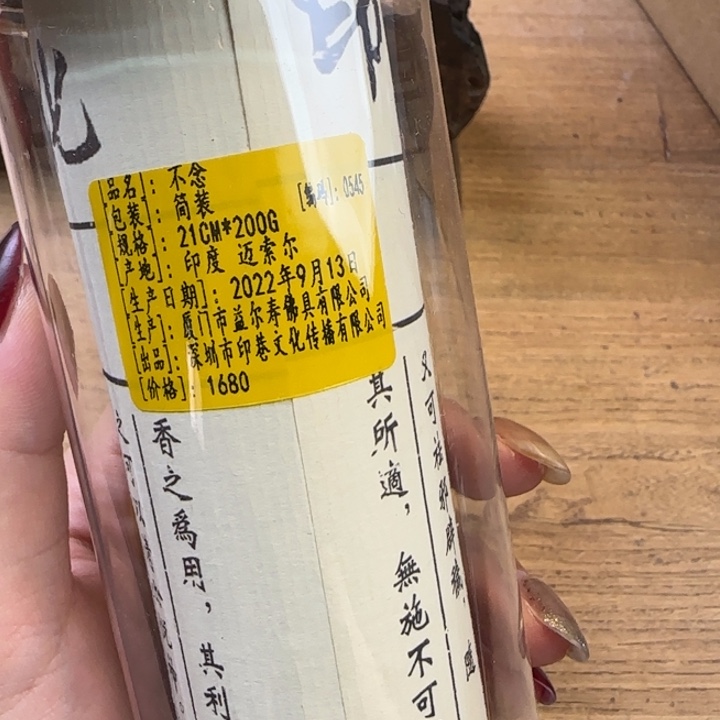 印
[品名]: 不念 [编码]: 0545
[包装]: 简装
[规格]: 21CM*200G
[产地]: 印度 迈索尔
[生产日期]: 2022年9月13日
[生产]: 厦门市益尔寿佛具有限公司
[出品]: 深圳市印巷文化传播有限公司
[价格]: 1680
其所適，無施不可
香之為用，其利